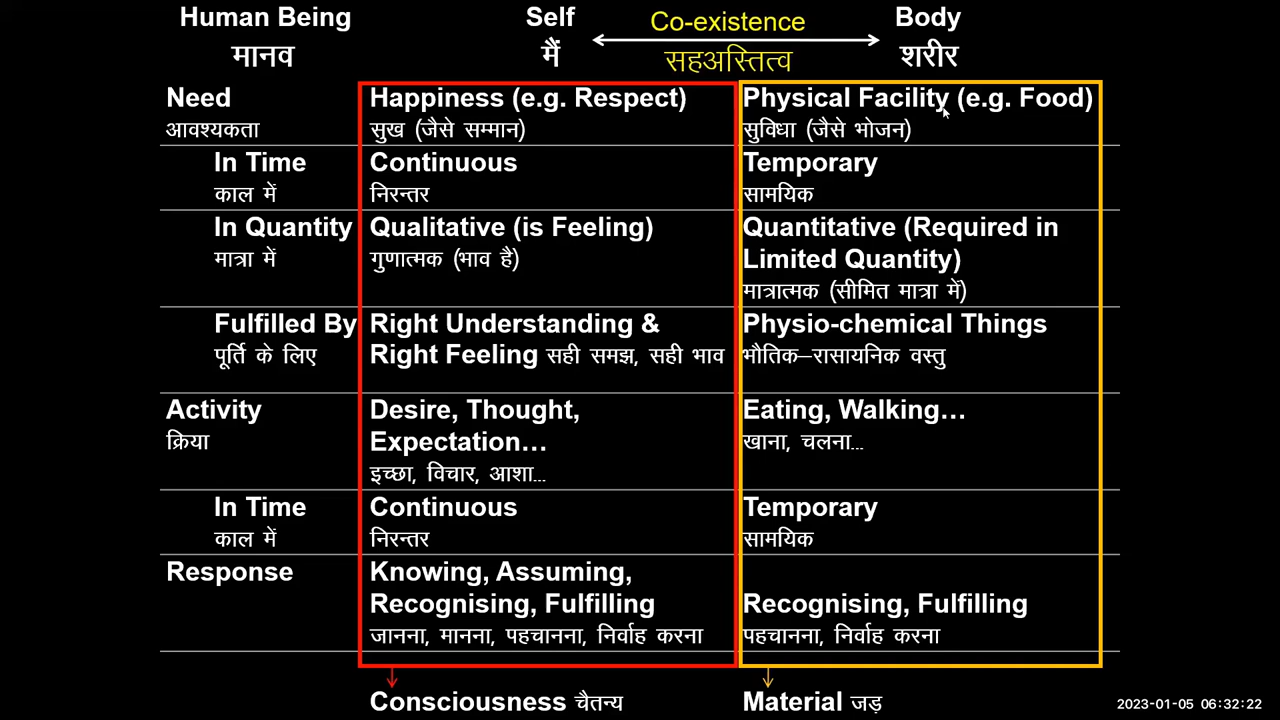 Human Being Self Co-existence Body
मानव मैं सहअस्तित्व शरीर
Need Happiness (e.g. Respect) Physical Facility (e.g. Food)
आवश्यकता सुख (जैसे सम्मान) सुविधा (जैसे भोजन)
In Time Continuous Temporary
काल में निरन्तर सामयिक
In Quantity Qualitative (is Feeling) Quantitative (Required in
मात्रा में गुणात्मक (भाव है) Limited Quantity)
मात्रात्मक (सीमित मात्रा में)
Fulfilled By Right Understanding & Physio-chemical Things
पूर्ति के लिए Right Feeling सही समझ, सही भाव भौतिक–रासायनिक वस्तु
Activity Desire, Thought, Eating, Walking…
क्रिया Expectation… खाना, चलना...
इच्छा, विचार, आशा...
In Time Continuous Temporary
काल में निरन्तर सामयिक
Response Knowing, Assuming,
Recognising, Fulfilling Recognising, Fulfilling
जानना, मानना, पहचानना, निर्वाह करना पहचानना, निर्वाह करना
Consciousness चैतन्य Material जड़
2023-01-05 06:32:22